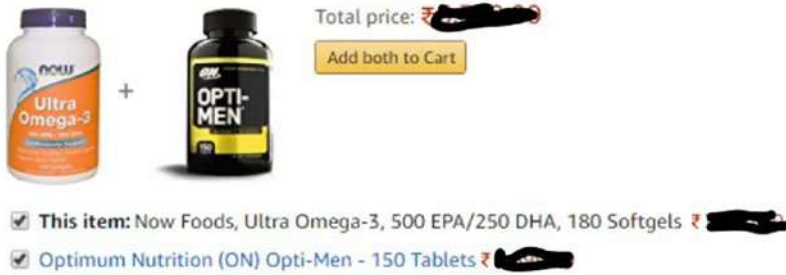 Total price: ₹
Add both to Cart
now
Ultra
Omega-3
+
ON
OPTI-
MEN
150
This item: Now Foods, Ultra Omega-3, 500 EPA/250 DHA, 180 Softgels ₹
Optimum Nutrition (ON) Opti-Men - 150 Tablets ₹